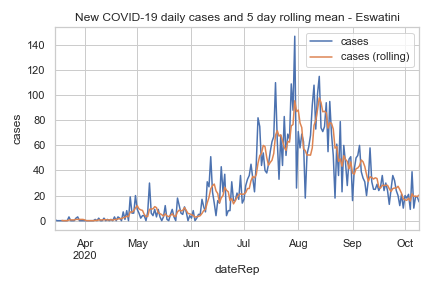 New COVID-19 daily cases and 5 day rolling mean - Eswatini
cases
cases (rolling)
140
120
100
80
60
40
20
0
cases
Apr May Jun Jul Aug Sep Oct
2020
dateRep